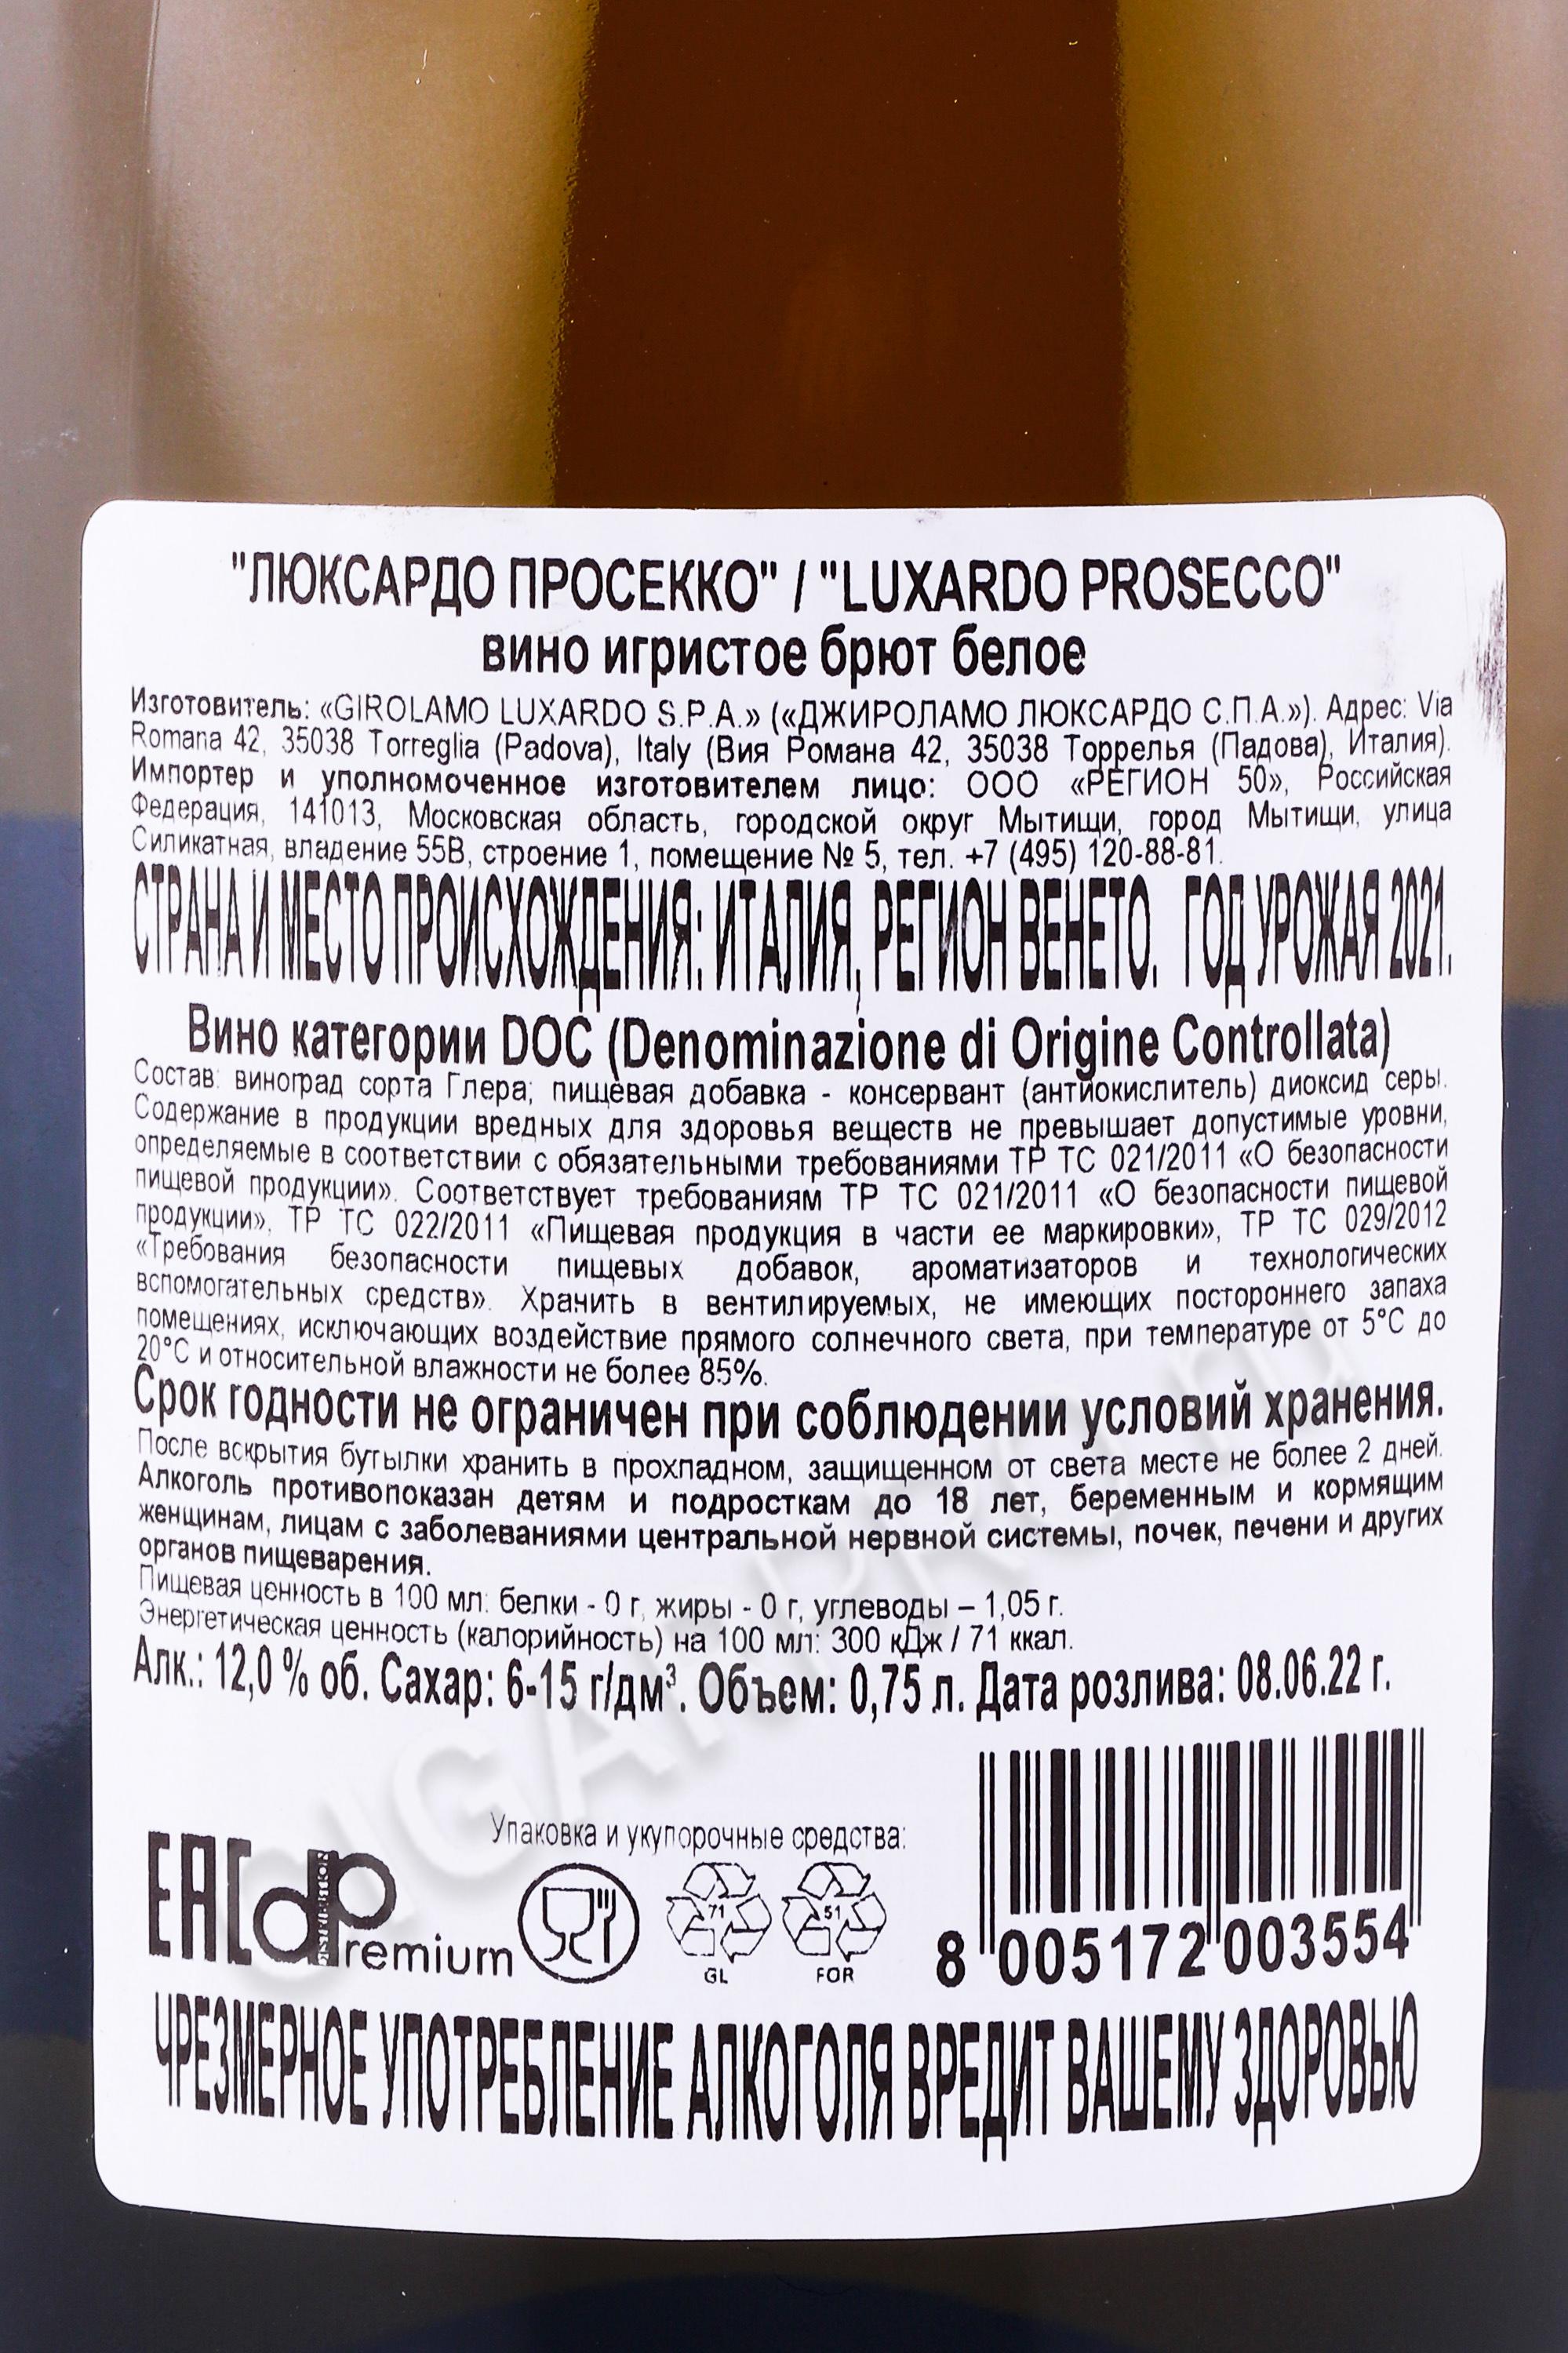 "ЛЮКСАРДО ПРОСЕККО" / "LUXARDO PROSECCO"
вино игристое брют белое
Изготовитель: «GIROLAMO LUXARDO S.P.A.» («ДЖИРОЛАМО ЛЮКСАРДО С.П.А.»). Адрес: Via
Romana 42, 35038 Torreglia (Padova), Italy (Вия Романа 42, 35038 Торрелья (Падова), Италия).
Импортер и уполномоченное изготовителем лицо: ООО «РЕГИОН 50», Российская
Федерация, 141013, Московская область, городской округ Мытищи, город Мытищи, улица
Силикатная, владение 55В, строение 1, помещение № 5, тел. +7 (495) 120-88-81.
СТРАНА И МЕСТО ПРОИСХОЖДЕНИЯ: ИТАЛИЯ, РЕГИОН ВЕНЕТО. ГОД УРОЖАЯ 2021.
Вино категории DOC (Denominazione di Origine Controllata)
Состав: виноград сорта Глера; пищевая добавка - консервант (антиокислитель) диоксид серы.
Содержание в продукции вредных для здоровья веществ не превышает допустимые уровни,
определяемые в соответствии с обязательными требованиями ТР ТС 021/2011 «О безопасности
пищевой продукции». Соответствует требованиям ТР ТС 021/2011 «О безопасности пищевой
продукции», ТР ТС 022/2011 «Пищевая продукция в части ее маркировки», ТР ТС 029/2012
«Требования безопасности пищевых добавок, ароматизаторов и технологических
вспомогательных средств». Хранить в вентилируемых, не имеющих постороннего запаха
помещениях, исключающих воздействие прямого солнечного света, при температуре от 5°С до
20°С и относительной влажности не более 85%.
Срок годности не ограничен при соблюдении условий хранения.
После вскрытия бутылки хранить в прохладном, защищенном от света месте не более 2 дней.
Алкоголь противопоказан детям и подросткам до 18 лет, беременным и кормящим
женщинам, лицам с заболеваниями центральной нервной системы, почек, печени и других
органов пищеварения.
Пищевая ценность в 100 мл: белки - 0 г, жиры - 0 г, углеводы – 1,05 г.
Энергетическая ценность (калорийность) на 100 мл: 300 кДж / 71 ккал.
Алк.: 12,0 % об. Сахар: 6-15 г/дм³. Объем: 0,75 л. Дата розлива: 08.06.22 г.
Упаковка и укупорочные средства:
EAC dp DISTRIBUTION Premium
71 GL
51 FOR
8 005172 003554
ЧРЕЗМЕРНОЕ УПОТРЕБЛЕНИЕ АЛКОГОЛЯ ВРЕДИТ ВАШЕМУ ЗДОРОВЬЮ
CIGARPRO.ru